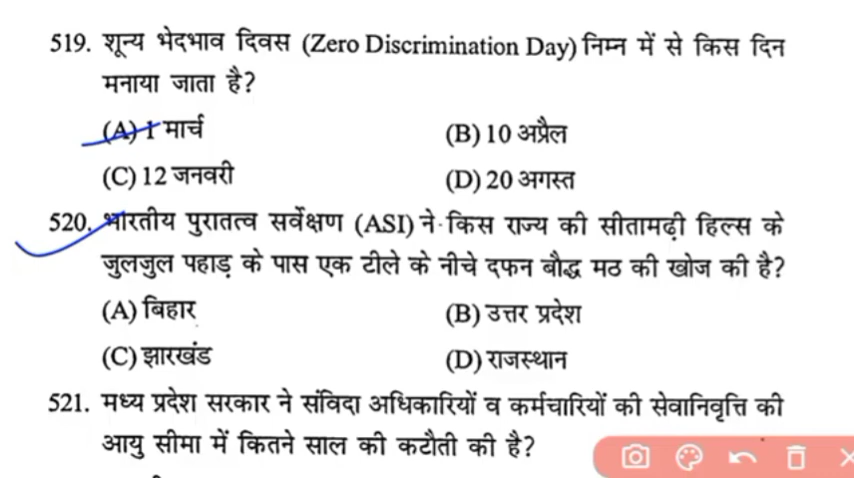 519. शून्य भेदभाव दिवस (Zero Discrimination Day) निम्न में से किस दिन
मनाया जाता है?
(A) 1 मार्च (B) 10 अप्रैल
(C) 12 जनवरी (D) 20 अगस्त
520. भारतीय पुरातत्व सर्वेक्षण (ASI) ने किस राज्य की सीतामढ़ी हिल्स के
जुलजुल पहाड़ के पास एक टीले के नीचे दफन बौद्ध मठ की खोज की है?
(A) बिहार (B) उत्तर प्रदेश
(C) झारखंड (D) राजस्थान
521. मध्य प्रदेश सरकार ने संविदा अधिकारियों व कर्मचारियों की सेवानिवृत्ति की
आयु सीमा में कितने साल की कटौती की है?